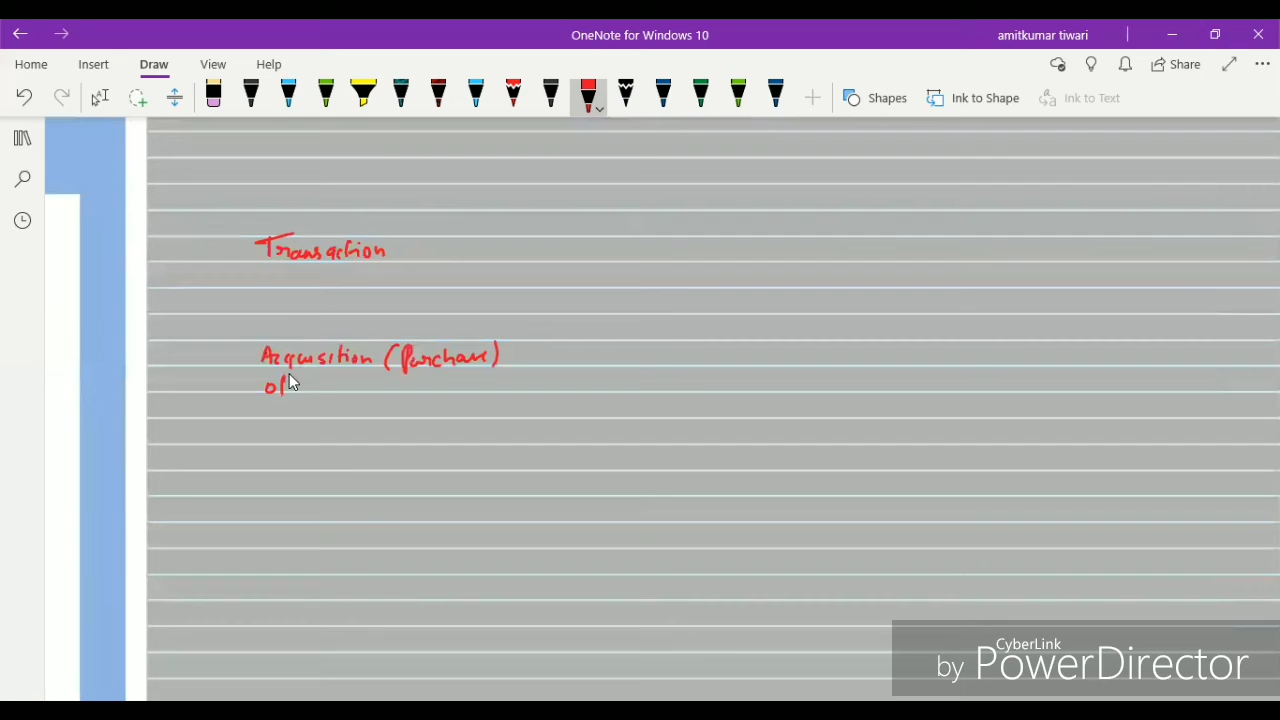 OneNote for Windows 10
amitkumar tiwari
Home Insert Draw View Help
Share
Shapes Ink to Shape Ink to Text
Transaction
Acqusition (Purchase)
of
CyberLink
by PowerDirector